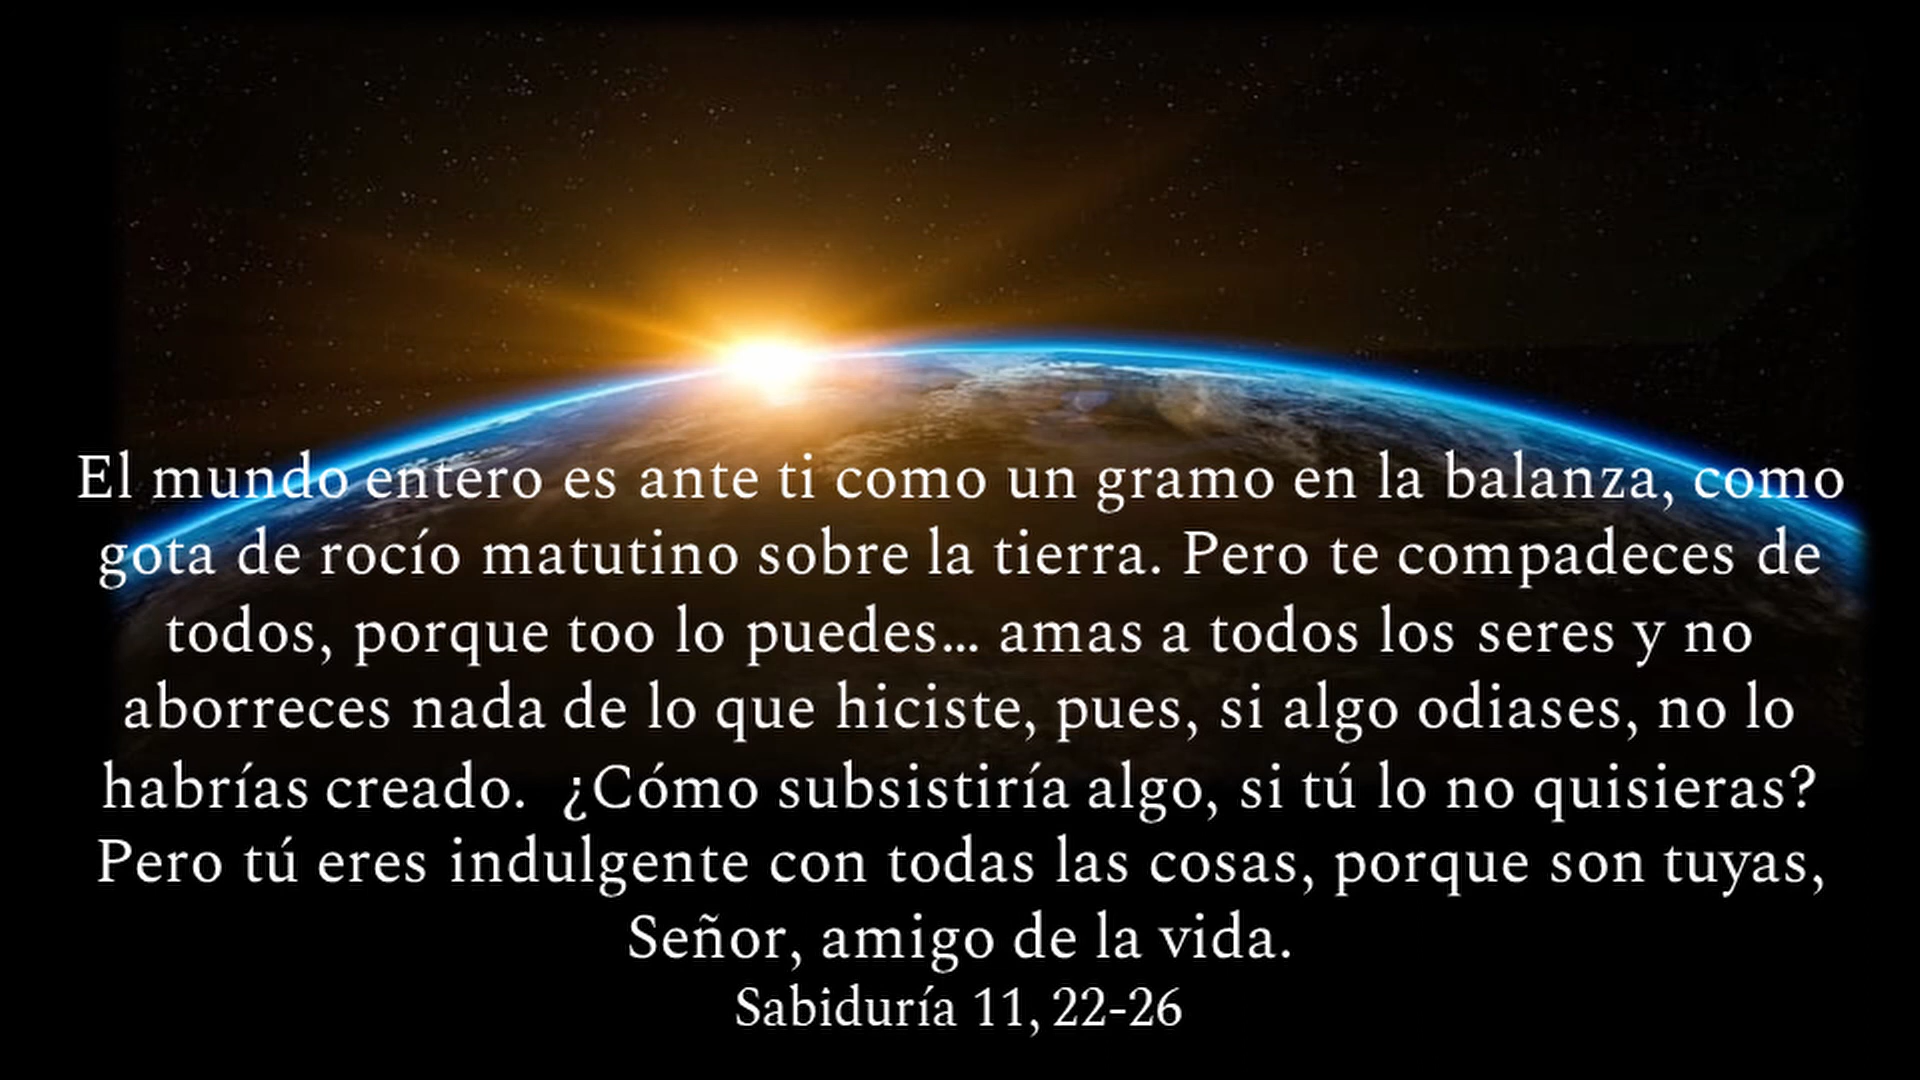 El mundo entero es ante ti como un gramo en la balanza, como
gota de rocío matutino sobre la tierra. Pero te compadeces de
todos, porque too lo puedes... amas a todos los seres y no
aborreces nada de lo que hiciste, pues, si algo odiases, no lo
habrías creado.  ¿Cómo subsistiría algo, si tú lo no quisieras?
Pero tú eres indulgente con todas las cosas, porque son tuyas,
Señor, amigo de la vida.
Sabiduría 11, 22-26